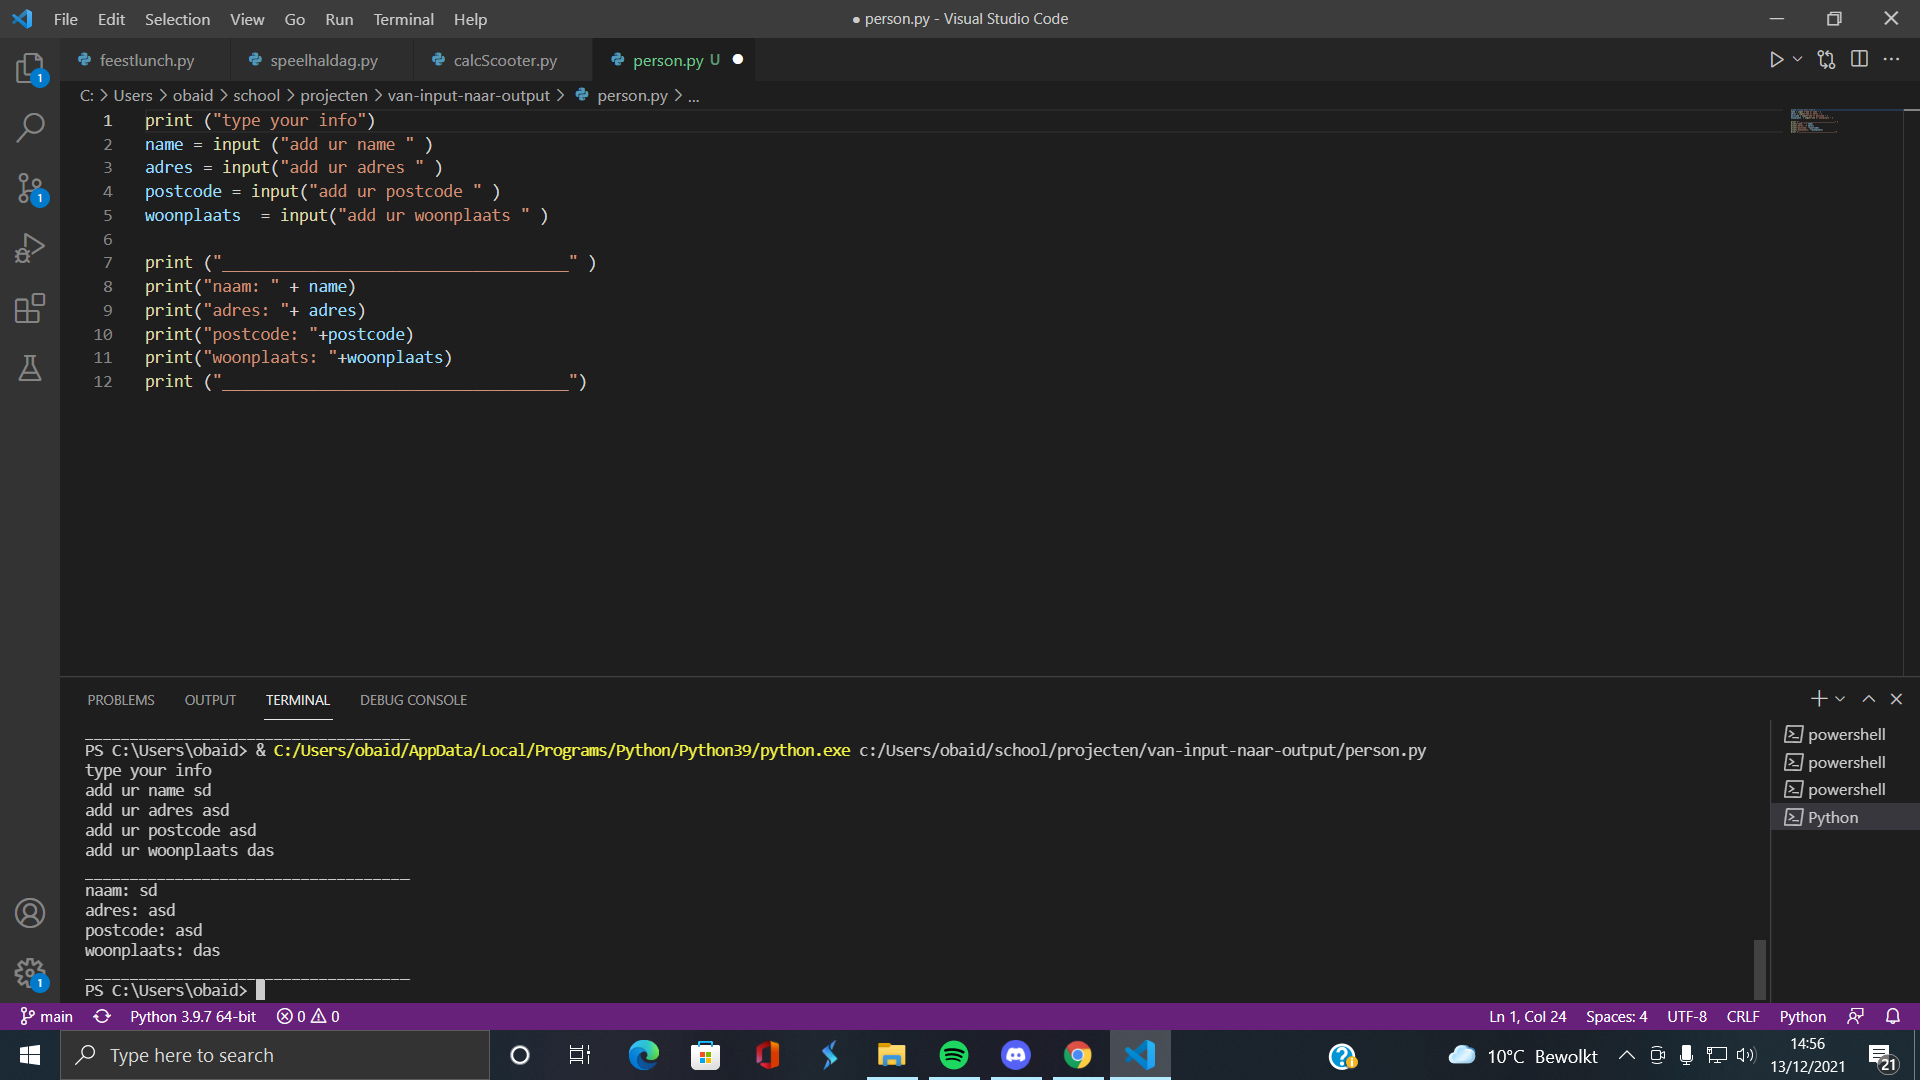 File Edit Selection View Go Run Terminal Help
● person.py - Visual Studio Code
feestlunch.py speelhaldag.py calcScooter.py person.py U ●
C: > Users > obaid > school > projecten > van-input-naar-output > person.py > ...
1 print ("type your info")
2 name = input ("add ur name " )
3 adres = input("add ur adres " )
4 postcode = input("add ur postcode " )
5 woonplaats  = input("add ur woonplaats " )
6
7 print ("____________________________________" )
8 print("naam: " + name)
9 print("adres: "+ adres)
10 print("postcode: "+postcode)
11 print("woonplaats: "+woonplaats)
12 print ("____________________________________")
PROBLEMS OUTPUT TERMINAL DEBUG CONSOLE
____________________________________
PS C:\Users\obaid> & C:/Users/obaid/AppData/Local/Programs/Python/Python39/python.exe c:/Users/obaid/school/projecten/van-input-naar-output/person.py
type your info
add ur name sd
add ur adres asd
add ur postcode asd
add ur woonplaats das
____________________________________
naam: sd
adres: asd
postcode: asd
woonplaats: das
____________________________________
PS C:\Users\obaid>
powershell
powershell
powershell
Python
1
1
1
main Python 3.9.7 64-bit 0 0 Ln 1, Col 24 Spaces: 4 UTF-8 CRLF Python
Type here to search
10°C Bewolkt
14:56
13/12/2021
21